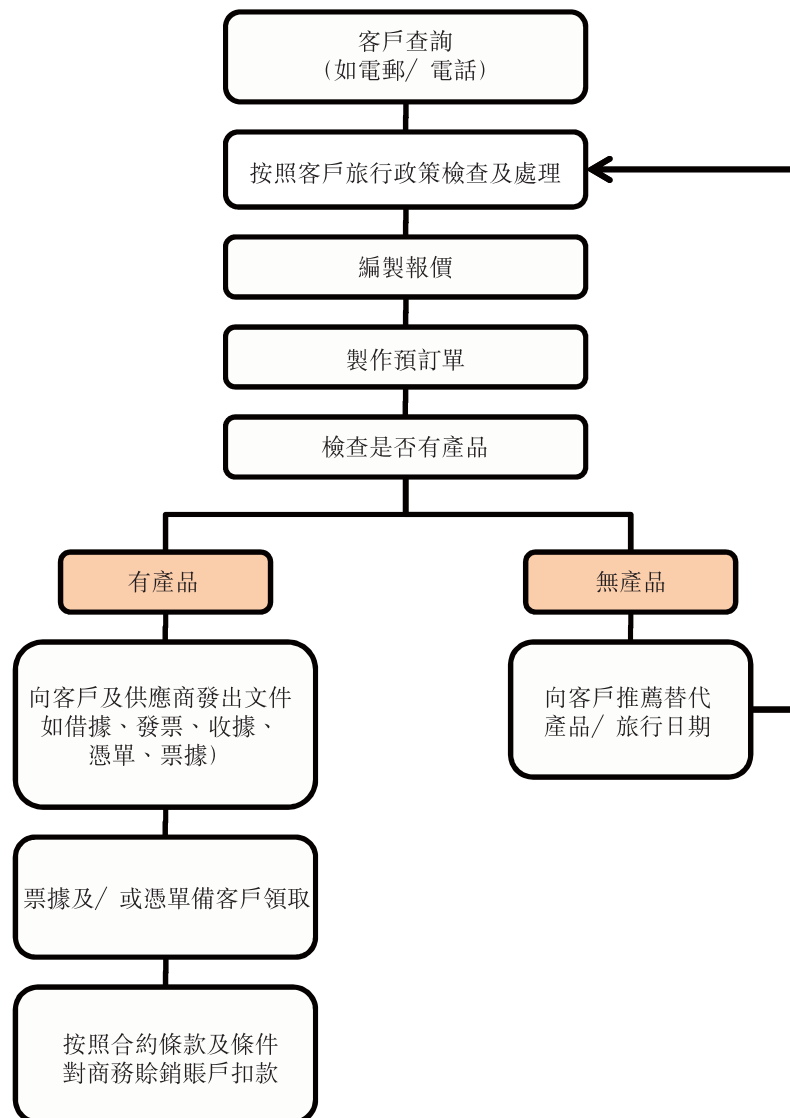 客戶查詢
(如電郵/ 電話)
按照客戶旅行政策檢查及處理
編製報價
製作預訂單
檢查是否有產品
有產品
無產品
向客戶及供應商發出文件
如借據、發票、收據、
憑單、票據)
向客戶推薦替代
產品/ 旅行日期
票據及/ 或憑單備客戶領取
按照合約條款及條件
對商務賒銷賬戶扣款